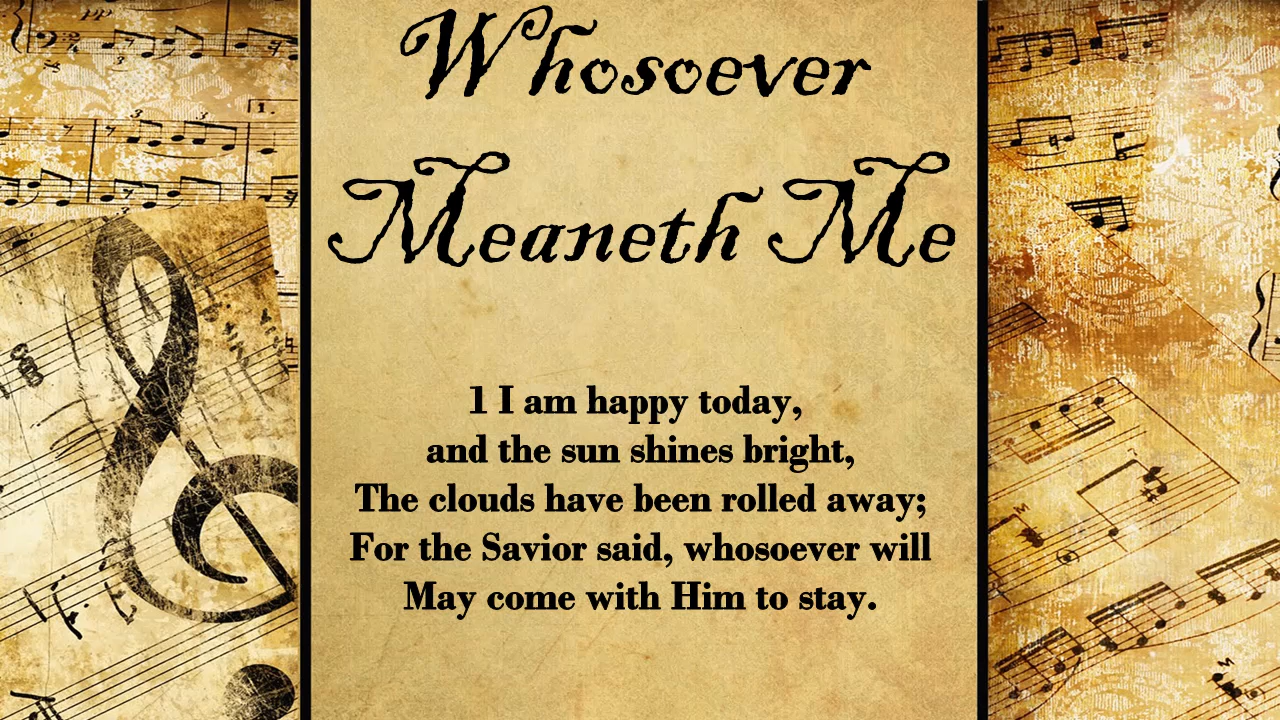 Whosoever
Meaneth Me
1 I am happy today,
and the sun shines bright,
The clouds have been rolled away;
For the Savior said, whosoever will
May come with Him to stay.